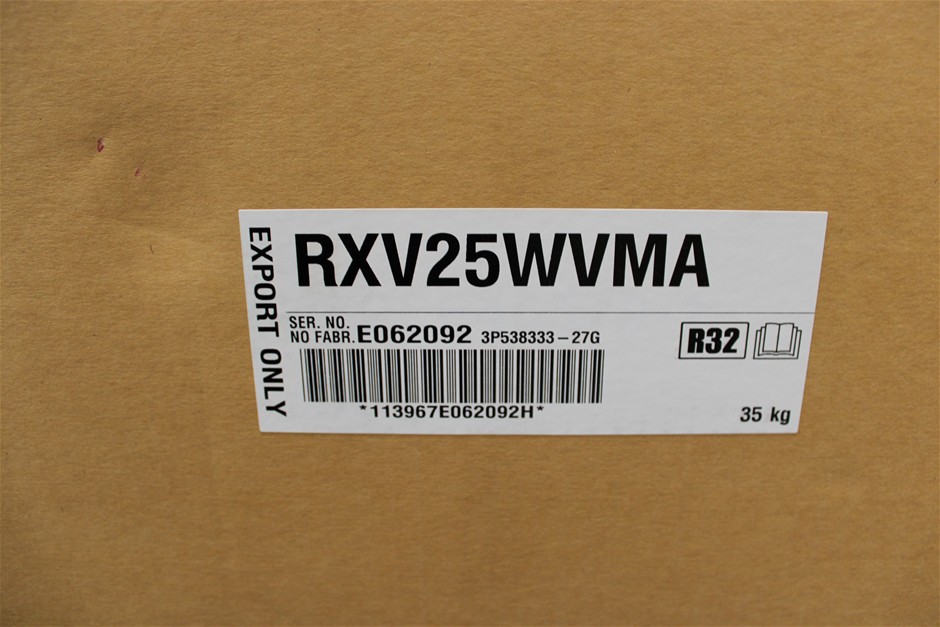 EXPORT ONLY
RXV25WVMA
SER. NO.
NO FABR. E062092 3P538333-27G
R32
*113967E062092H*
35 kg